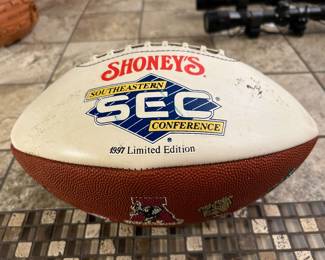 SHONEY'S®
SOUTHEASTERN
SEC
CONFERENCE®
1997 Limited Edition